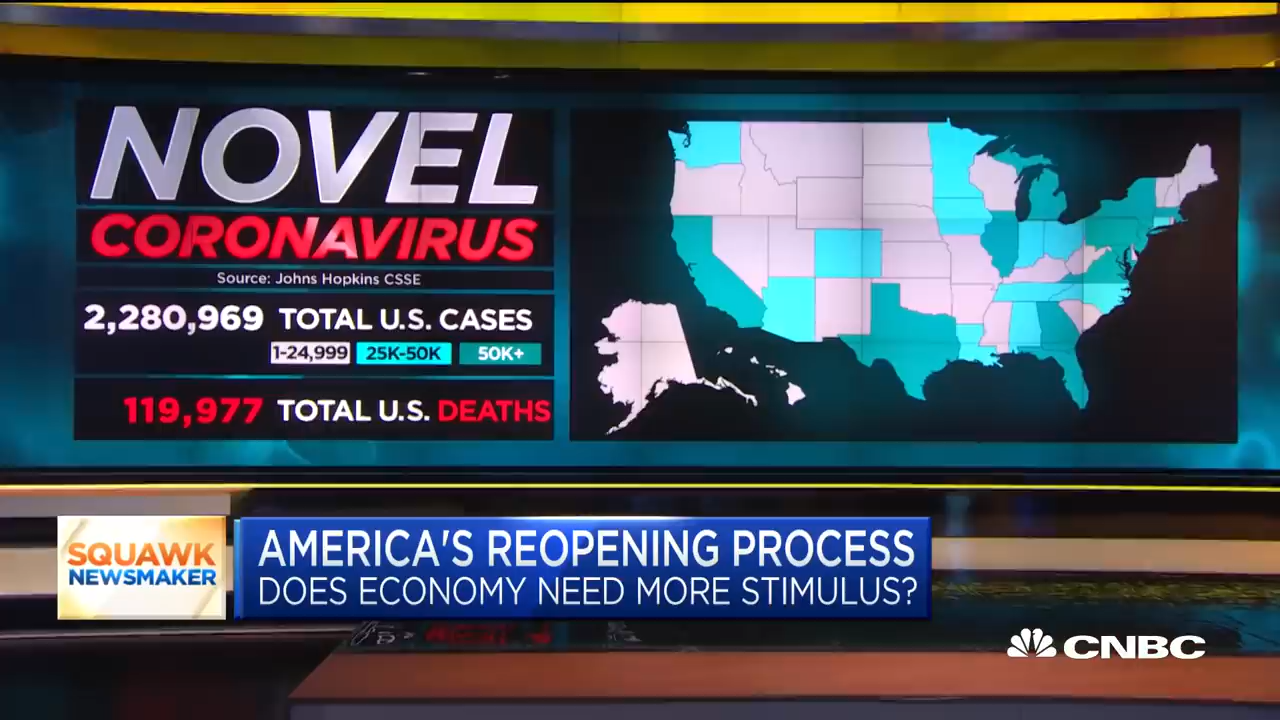 NOVEL
CORONAVIRUS
Source: Johns Hopkins CSSE
2,280,969 TOTAL U.S. CASES
1-24,999 25K-50K 50K+
119,977 TOTAL U.S. DEATHS
SQUAWK
NEWSMAKER
AMERICA'S REOPENING PROCESS
DOES ECONOMY NEED MORE STIMULUS?
CNBC